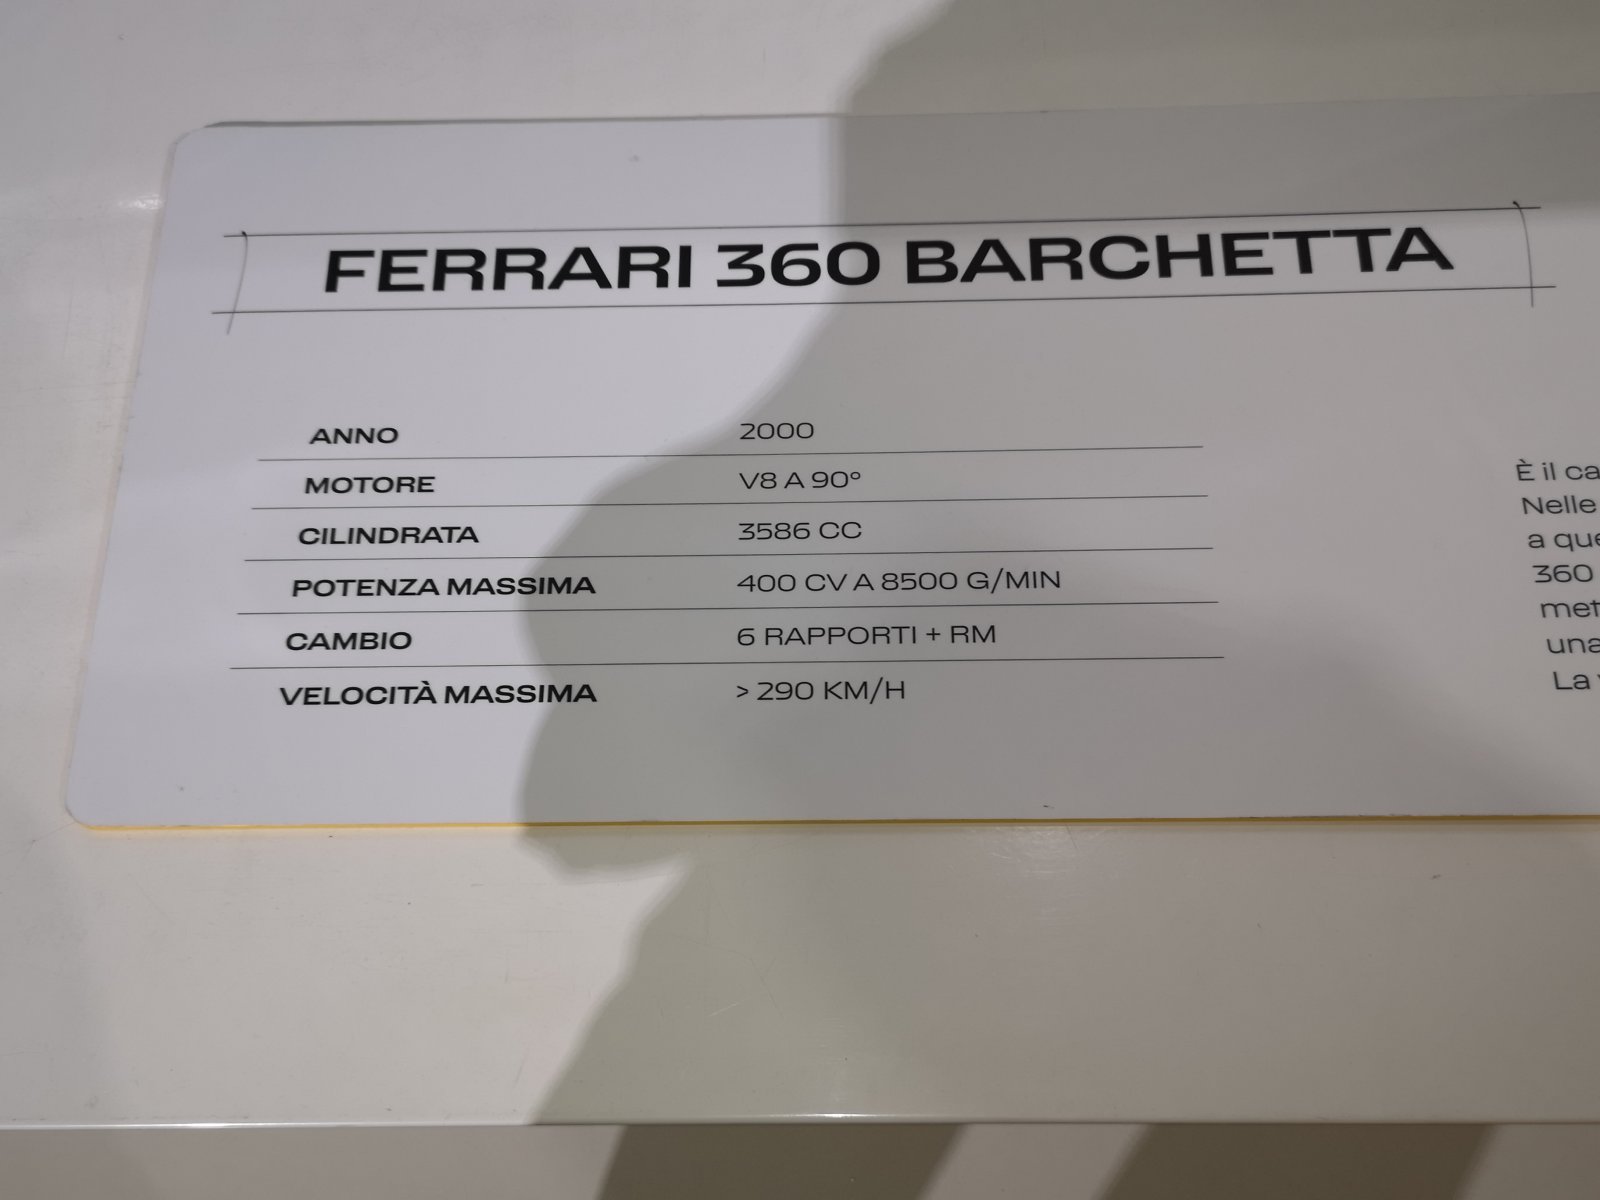 FERRARI 360 BARCHETTA
ANNO 2000
MOTORE V8 A 90°
CILINDRATA 3586 CC
POTENZA MASSIMA 400 CV A 8500 G/MIN
CAMBIO 6 RAPPORTI + RM
VELOCITÀ MASSIMA > 290 KM/H
È il
Nelle
a
360
una
La